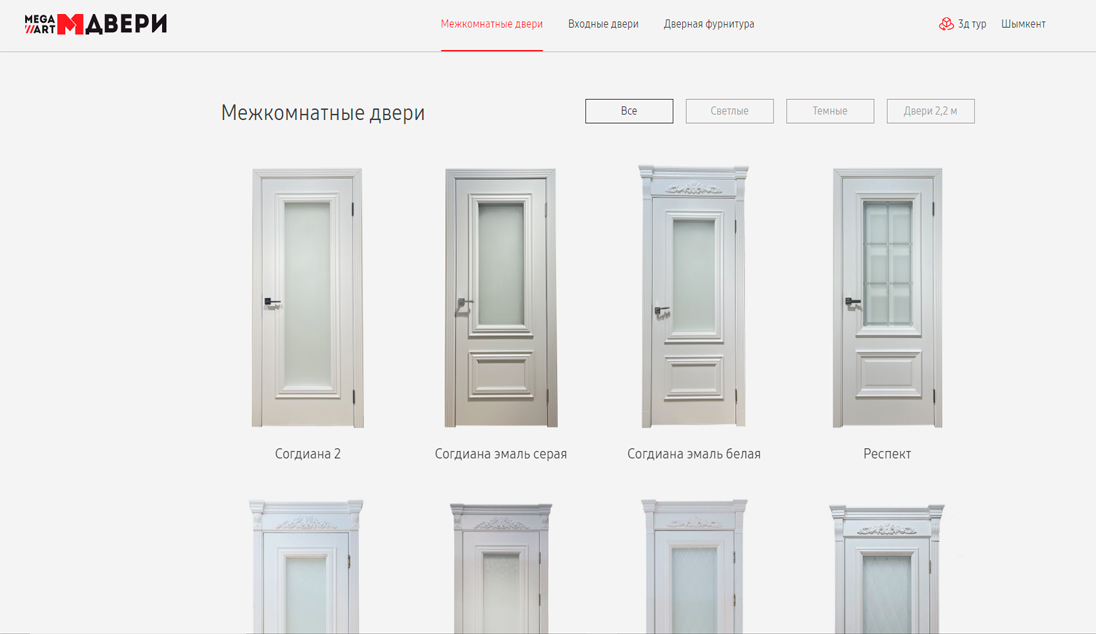 MEGA ART М ДВЕРИ
Межкомнатные двери
Входные двери
Дверная фурнитура
3д тур
Шымкент
Межкомнатные двери
Все
Светлые
Темные
Двери 2,2 м
Согдиана 2
Согдиана эмаль серая
Согдиана эмаль белая
Респект